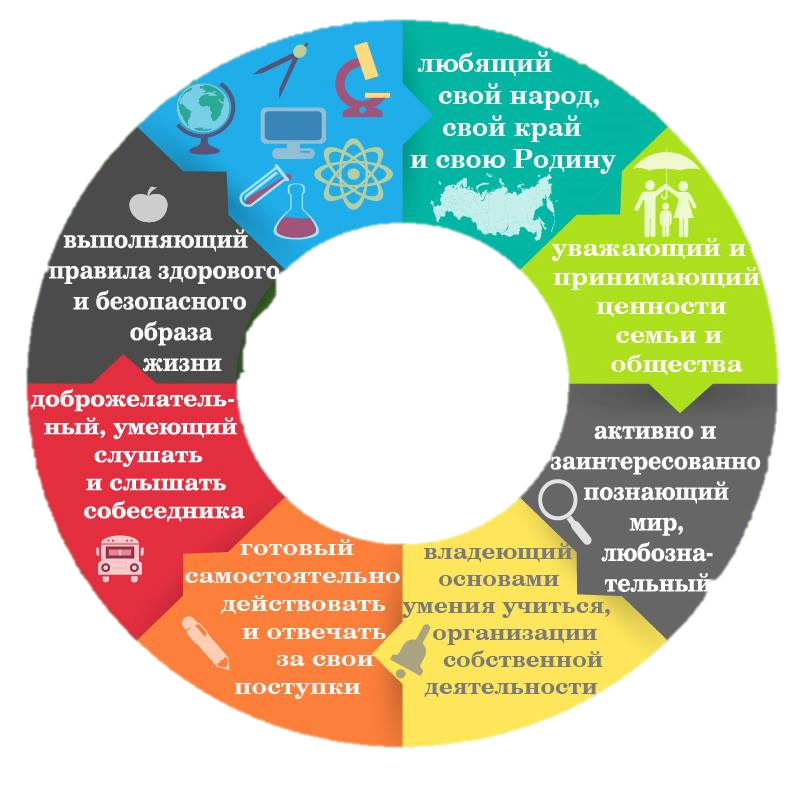 любящий
свой народ,
свой край
и свою Родину
уважающий и
принимающий
ценности
семьи и
общества
активно и
заинтересованно
познающий
мир,
любозна-
тельный
владеющий
основами
умения учиться,
организации
собственной
деятельности
готовый
самостоятельно
действовать
и отвечать
за свои
поступки
доброжелатель-
ный, умеющий
слушать
и слышать
собеседника
выполняющий
правила здорового
и безопасного
образа
жизни